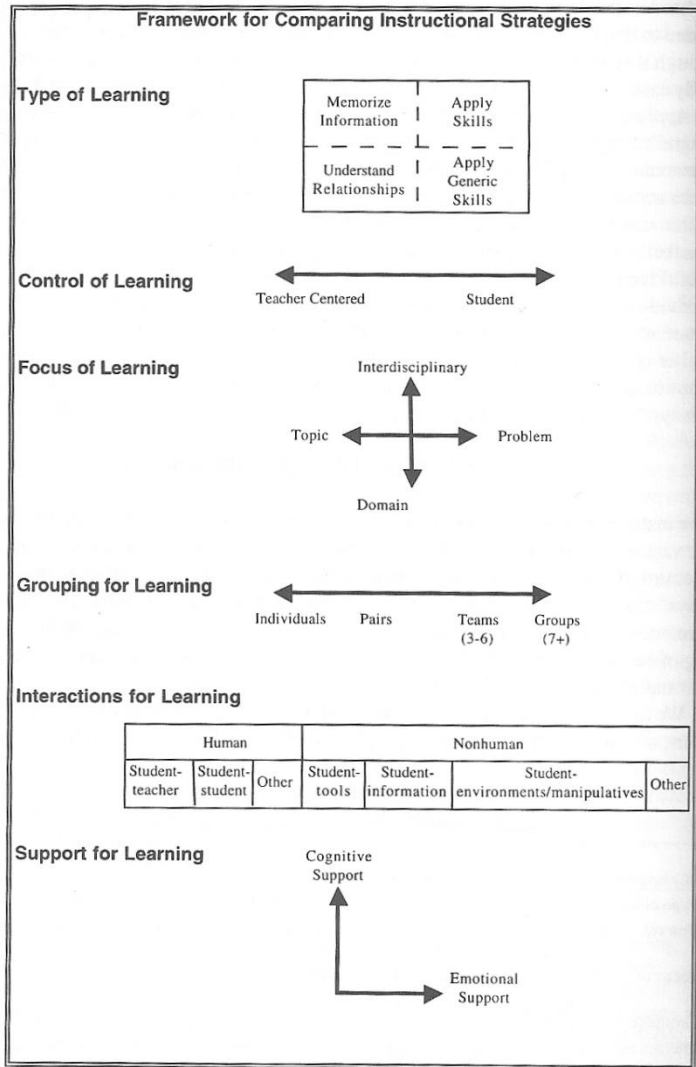 Framework for Comparing Instructional Strategies
Type of Learning
Memorize
Information
Apply
Skills
Understand
Relationships
Apply
Generic
Skills
Control of Learning
Teacher Centered
Student
Focus of Learning
Interdisciplinary
Topic
Problem
Domain
Grouping for Learning
Individuals
Pairs
Teams
(3-6)
Groups
(7+)
Interactions for Learning
Human
Nonhuman
Student-
teacher
Student-
student
Other
Student-
tools
Student-
information
Student-
environments/manipulatives
Other
Support for Learning
Cognitive
Support
Emotional
Support